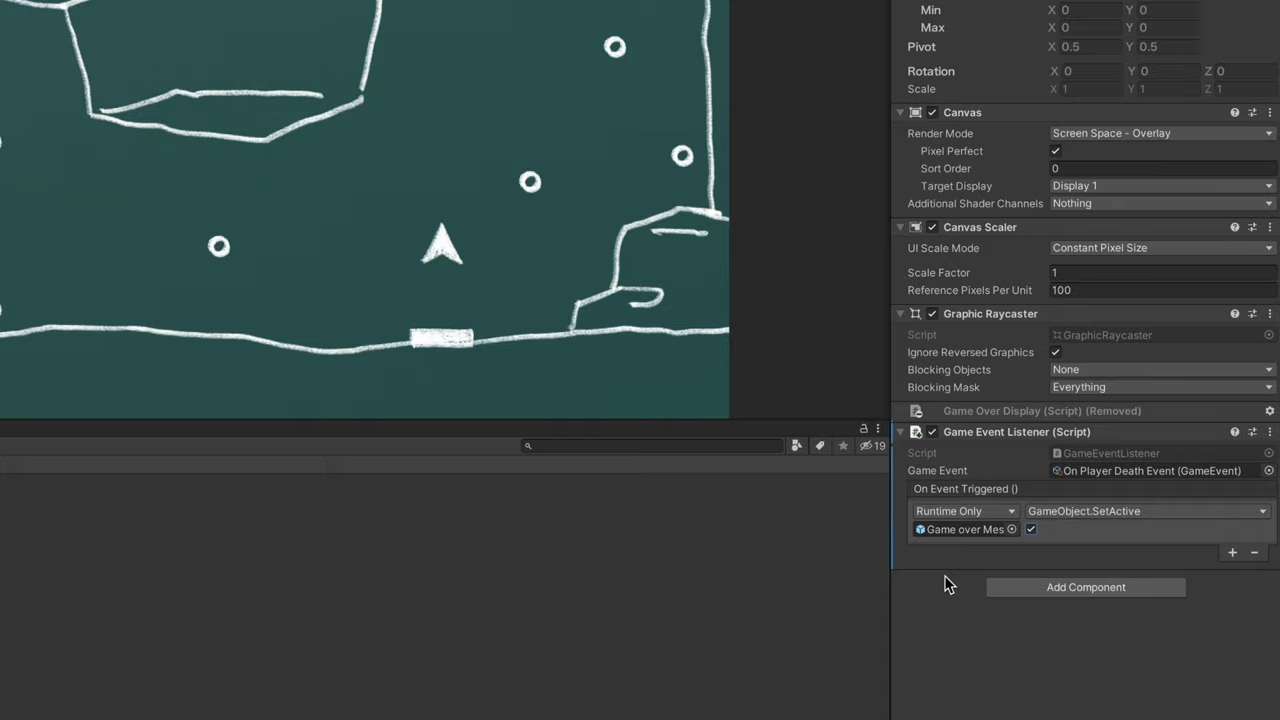 Min X 0 Y 0
Max X 0 Y 0
Pivot X 0.5 Y 0.5
Rotation X 0 Y 0 Z 0
Scale X 1 Y 1 Z 1
Canvas
Render Mode Screen Space - Overlay
Pixel Perfect
Sort Order 0
Target Display Display 1
Additional Shader Channels Nothing
Canvas Scaler
UI Scale Mode Constant Pixel Size
Scale Factor 1
Reference Pixels Per Unit 100
Graphic Raycaster
Script GraphicRaycaster
Ignore Reversed Graphics
Blocking Objects None
Blocking Mask Everything
Game Over Display (Script) (Removed)
Game Event Listener (Script)
19
Script GameEventListener
Game Event On Player Death Event (GameEvent)
On Event Triggered ()
Runtime Only GameObject.SetActive
Game over Mes
Add Component